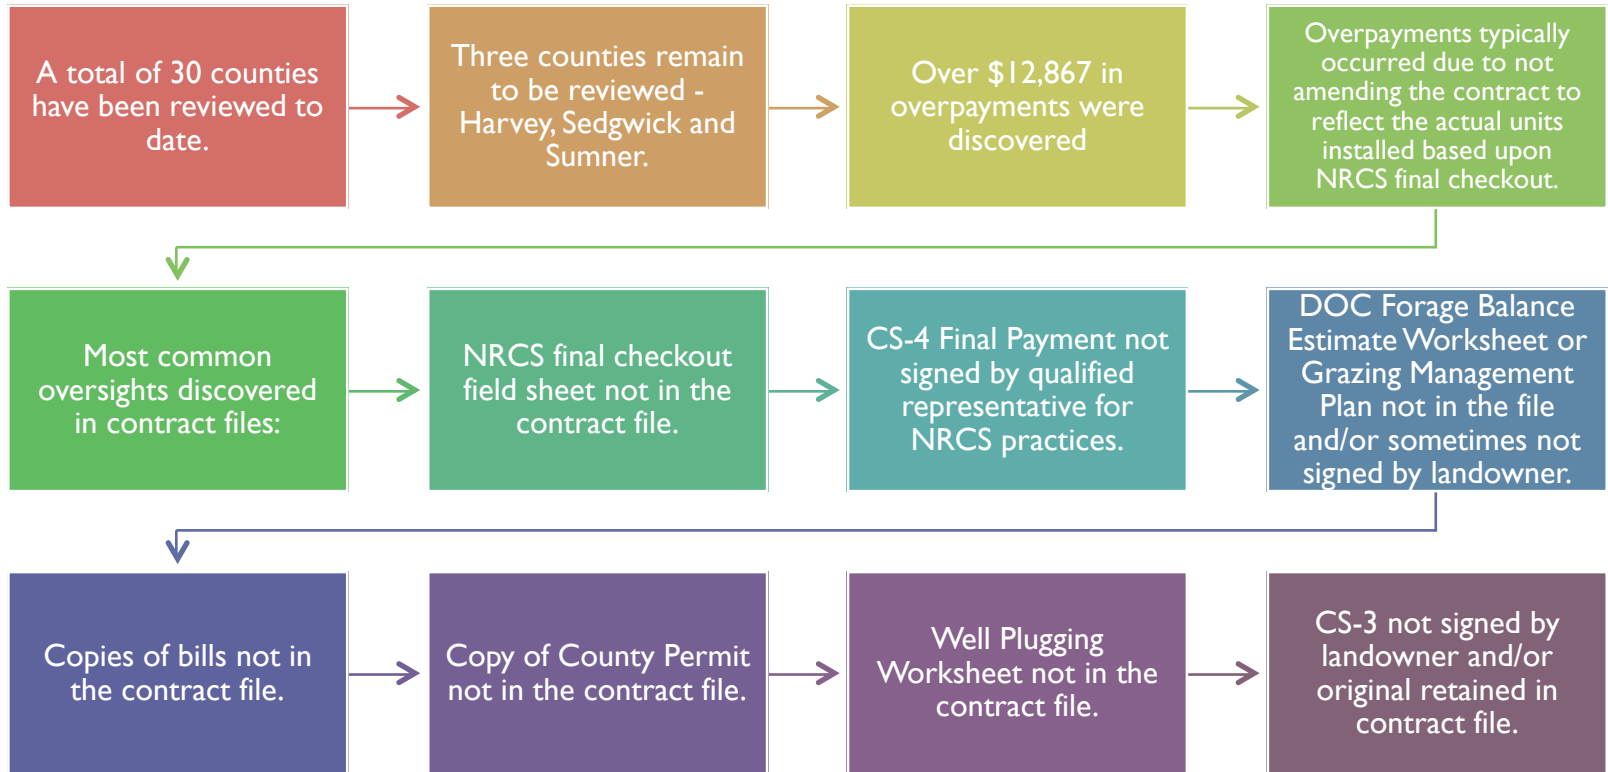 A total of 30 counties
have been reviewed to
date.
Three counties remain
to be reviewed -
Harvey, Sedgwick and
Sumner.
Over $12,867 in
overpayments were
discovered
Overpayments typically
occurred due to not
amending the contract to
reflect the actual units
installed based upon
NRCS final checkout.
Most common
oversights discovered
in contract files:
NRCS final checkout
field sheet not in the
contract file.
CS-4 Final Payment not
signed by qualified
representative for
NRCS practices.
DOC Forage Balance
Estimate Worksheet or
Grazing Management
Plan not in the file
and/or sometimes not
signed by landowner.
Copies of bills not in
the contract file.
Copy of County Permit
not in the contract file.
Well Plugging
Worksheet not in the
contract file.
CS-3 not signed by
landowner and/or
original retained in
contract file.